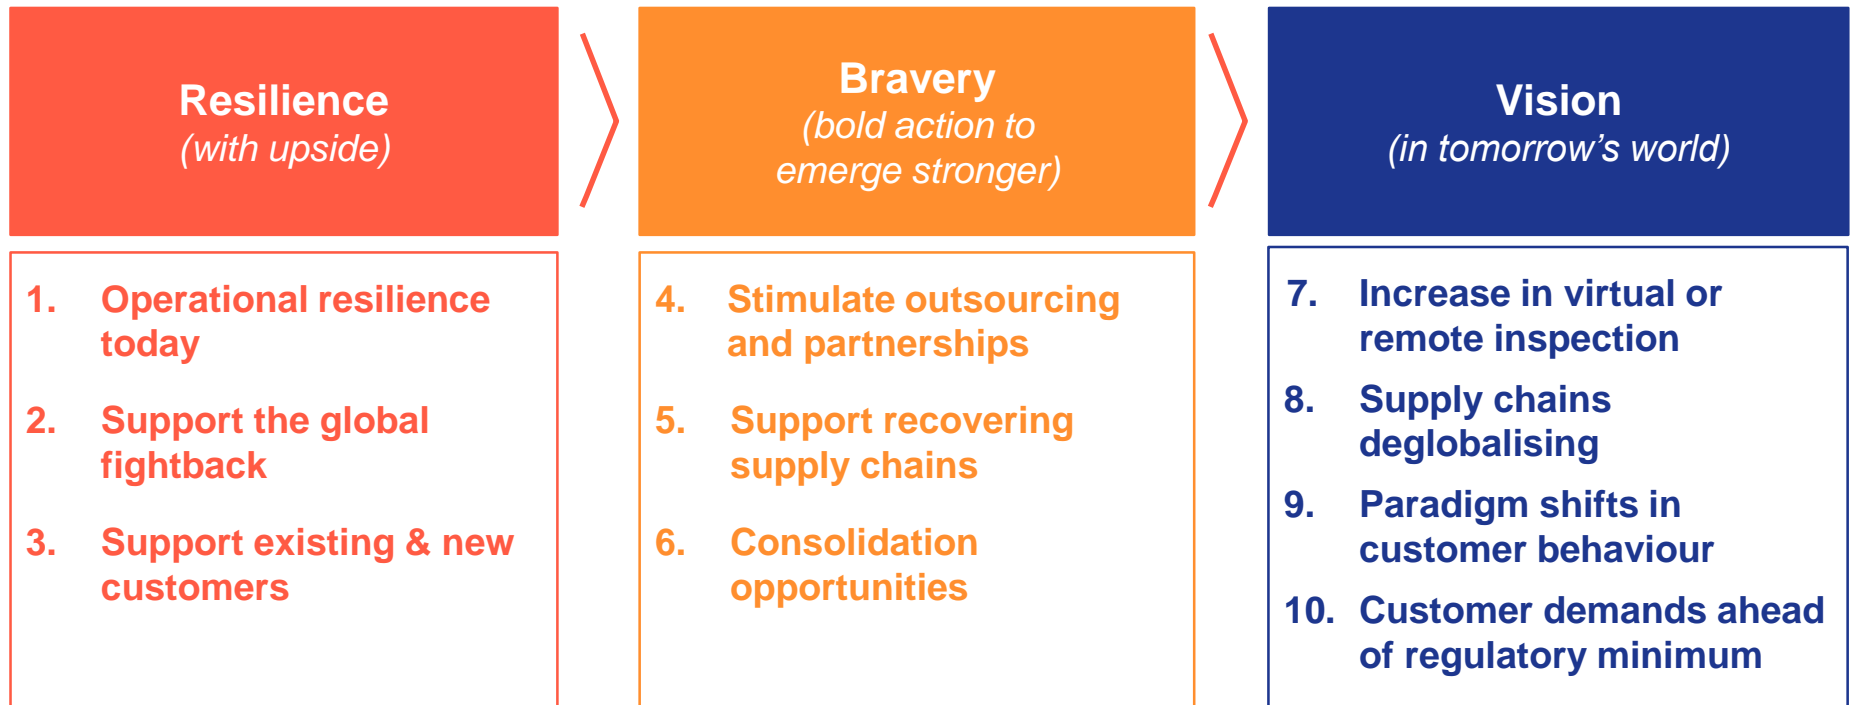 Resilience
(with upside)
1. Operational resilience
today
2. Support the global
fightback
3. Support existing & new
customers
Bravery
(bold action to
emerge stronger)
4. Stimulate outsourcing
and partnerships
5. Support recovering
supply chains
6. Consolidation
opportunities
Vision
(in tomorrow's world)
7. Increase in virtual or
remote inspection
8. Supply chains
deglobalising
9. Paradigm shifts in
customer behaviour
10. Customer demands ahead
of regulatory minimum